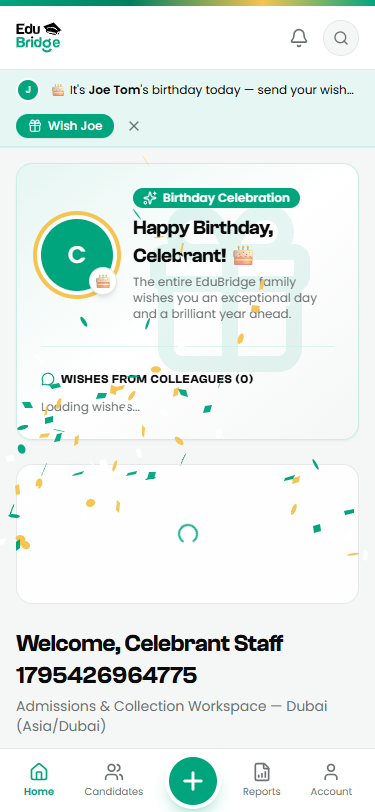 Edu
Bridge
J
🎂 It's Joe Tom's birthday today — send your wish...
Wish Joe
Birthday Celebration
C
Happy Birthday,
Celebrant! 🎂
The entire EduBridge family
wishes you an exceptional day
and a brilliant year ahead.
WISHES FROM COLLEAGUES (0)
Loading wishes...
Welcome, Celebrant Staff
1795426964775
Admissions & Collection Workspace — Dubai
(Asia/Dubai)
Home
Candidates
Reports
Account